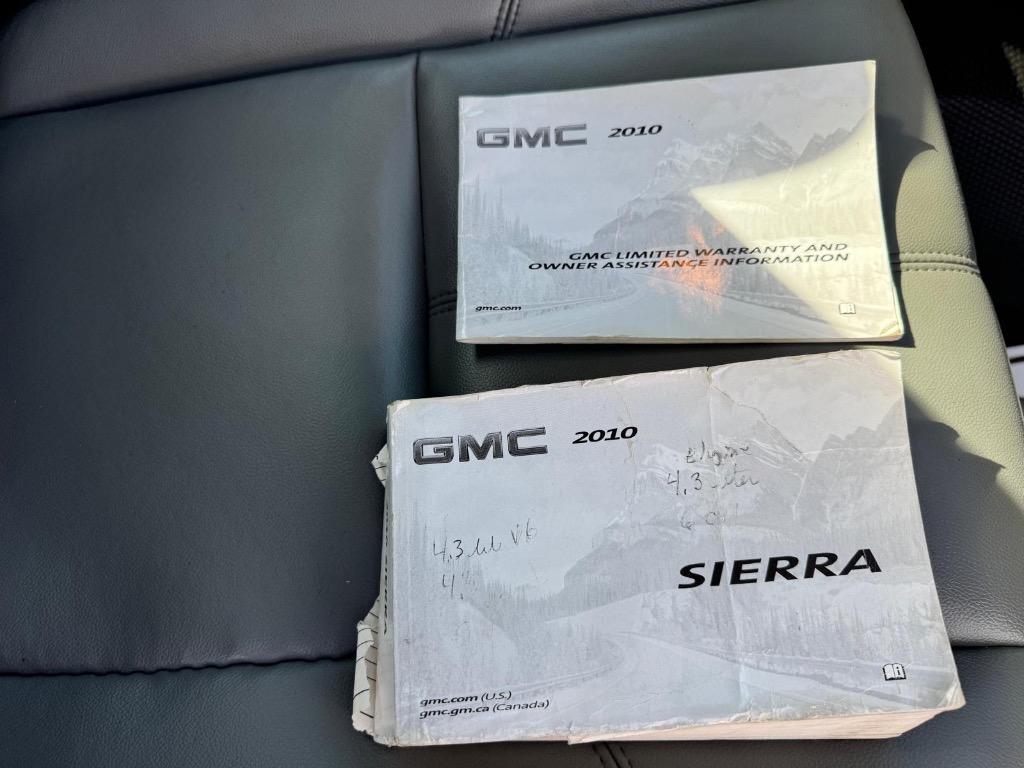 GMC 2010
GMC LIMITED WARRANTY AND
OWNER ASSISTANCE INFORMATION
gmc.com
GMC 2010
Engine
4.3 liter
4.3 V6
SIERRA
gmc.com (U.S.)
gmc.gm.ca (Canada)